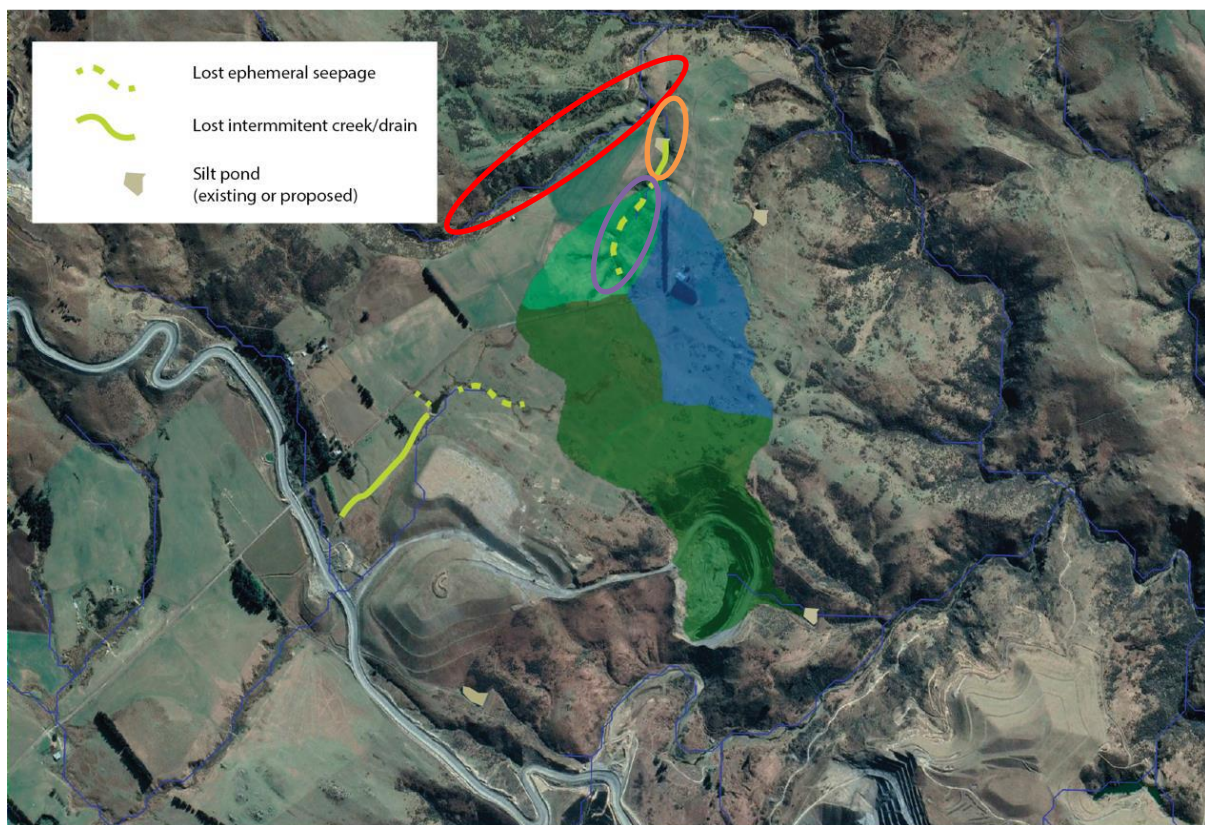 Lost ephemeral seepage
Lost intermmitent creek/drain
Silt pond
(existing or proposed)